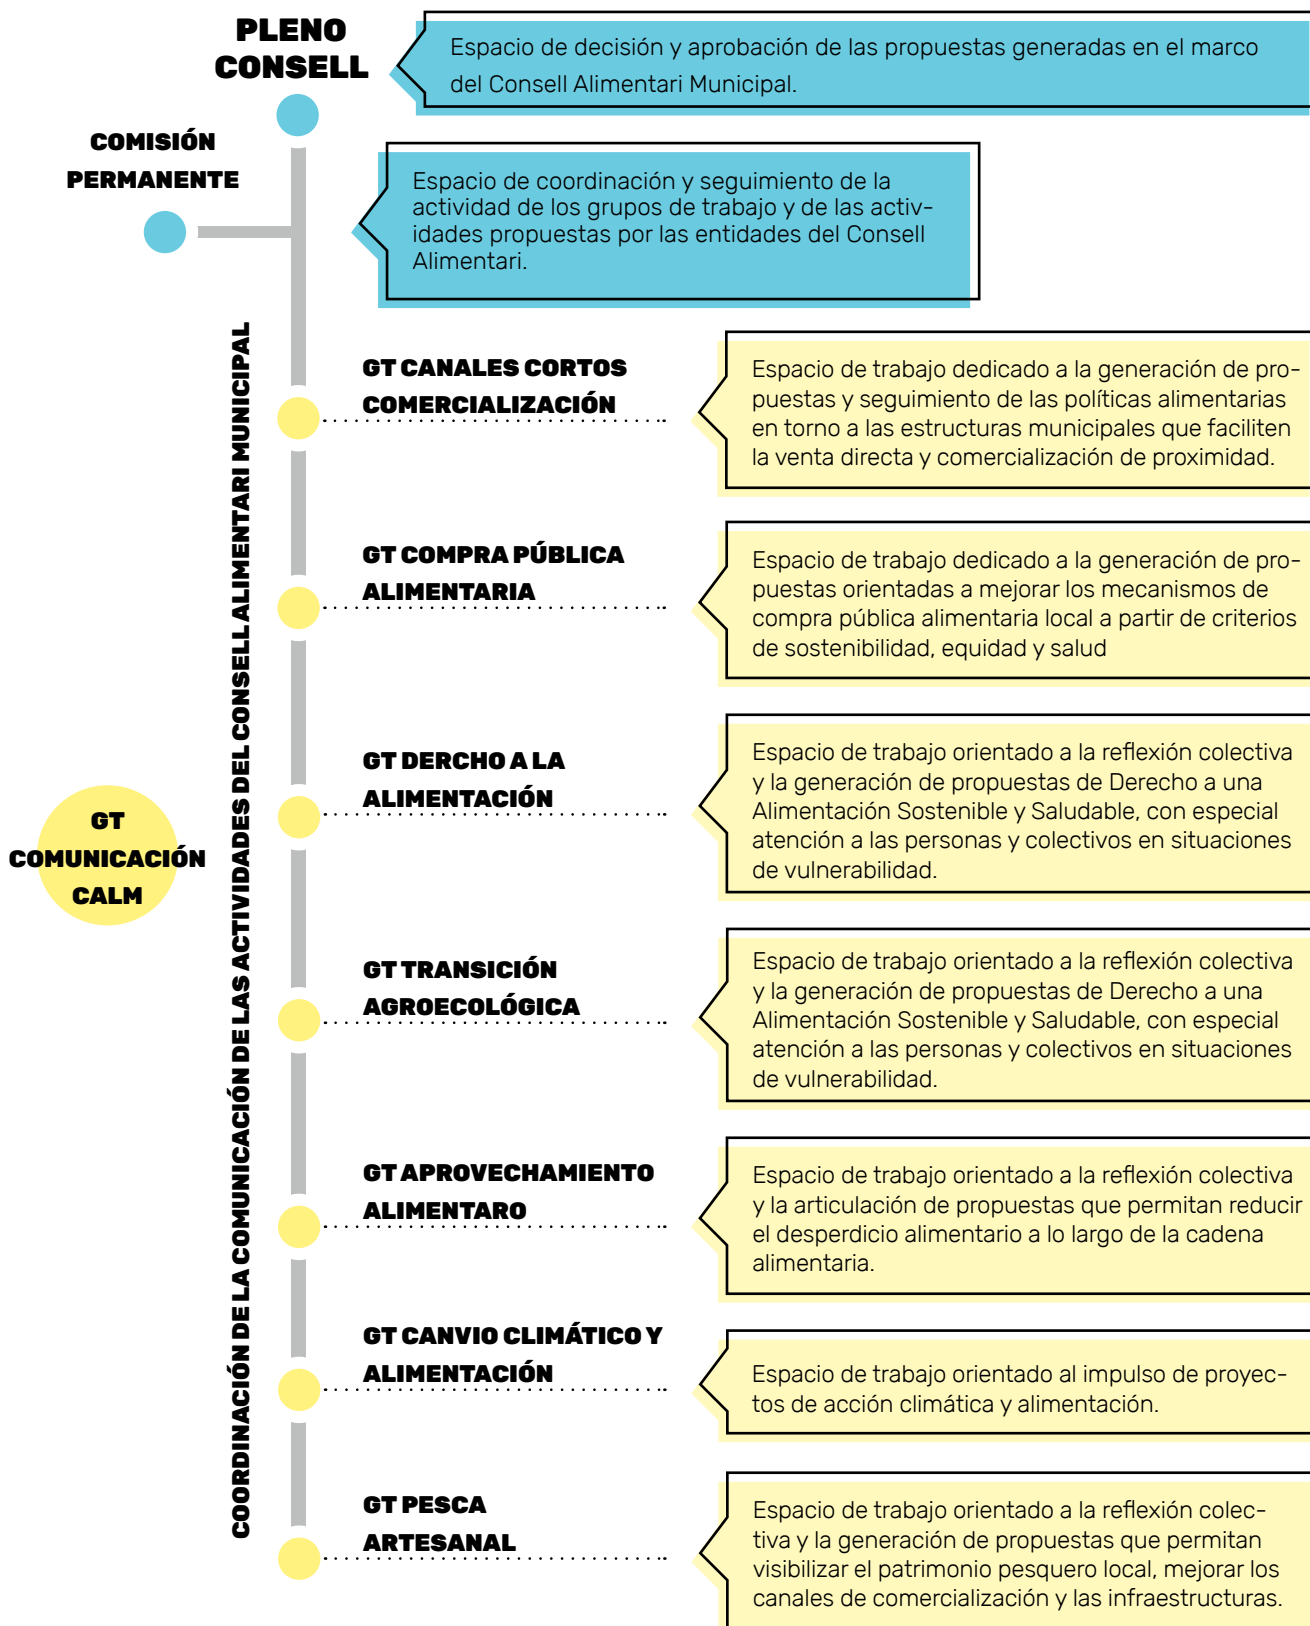 PLENO
CONSELL
Espacio de decisión y aprobación de las propuestas generadas en el marco
del Consell Alimentari Municipal.
COMISIÓN
PERMANENTE
Espacio de coordinación y seguimiento de la
actividad de los grupos de trabajo y de las activ-
idades propuestas por las entidades del Consell
Alimentari.
COORDINACIÓN DE LA COMUNICACIÓN DE LAS ACTIVIDADES DEL CONSELL ALIMENTARI MUNICIPAL
GT
COMUNICACIÓN
CALM
GT CANALES CORTOS
COMERCIALIZACIÓN
Espacio de trabajo dedicado a la generación de pro-
puestas y seguimiento de las políticas alimentarias
en torno a las estructuras municipales que faciliten
la venta directa y comercialización de proximidad.
GT COMPRA PÚBLICA
ALIMENTARIA
Espacio de trabajo dedicado a la generación de pro-
puestas orientadas a mejorar los mecanismos de
compra pública alimentaria local a partir de criterios
de sostenibilidad, equidad y salud
GT DERCHO A LA
ALIMENTACIÓN
Espacio de trabajo orientado a la reflexión colectiva
y la generación de propuestas de Derecho a una
Alimentación Sostenible y Saludable, con especial
atención a las personas y colectivos en situaciones
de vulnerabilidad.
GT TRANSICIÓN
AGROECOLÓGICA
Espacio de trabajo orientado a la reflexión colectiva
y la generación de propuestas de Derecho a una
Alimentación Sostenible y Saludable, con especial
atención a las personas y colectivos en situaciones
de vulnerabilidad.
GT APROVECHAMIENTO
ALIMENTARO
Espacio de trabajo orientado a la reflexión colectiva
y la articulación de propuestas que permitan reducir
el desperdicio alimentario a lo largo de la cadena
alimentaria.
GT CANVIO CLIMÁTICO Y
ALIMENTACIÓN
Espacio de trabajo orientado al impulso de proyec-
tos de acción climática y alimentación.
GT PESCA
ARTESANAL
Espacio de trabajo orientado a la reflexión colec-
tiva y la generación de propuestas que permitan
visibilizar el patrimonio pesquero local, mejorar los
canales de comercialización y las infraestructuras.